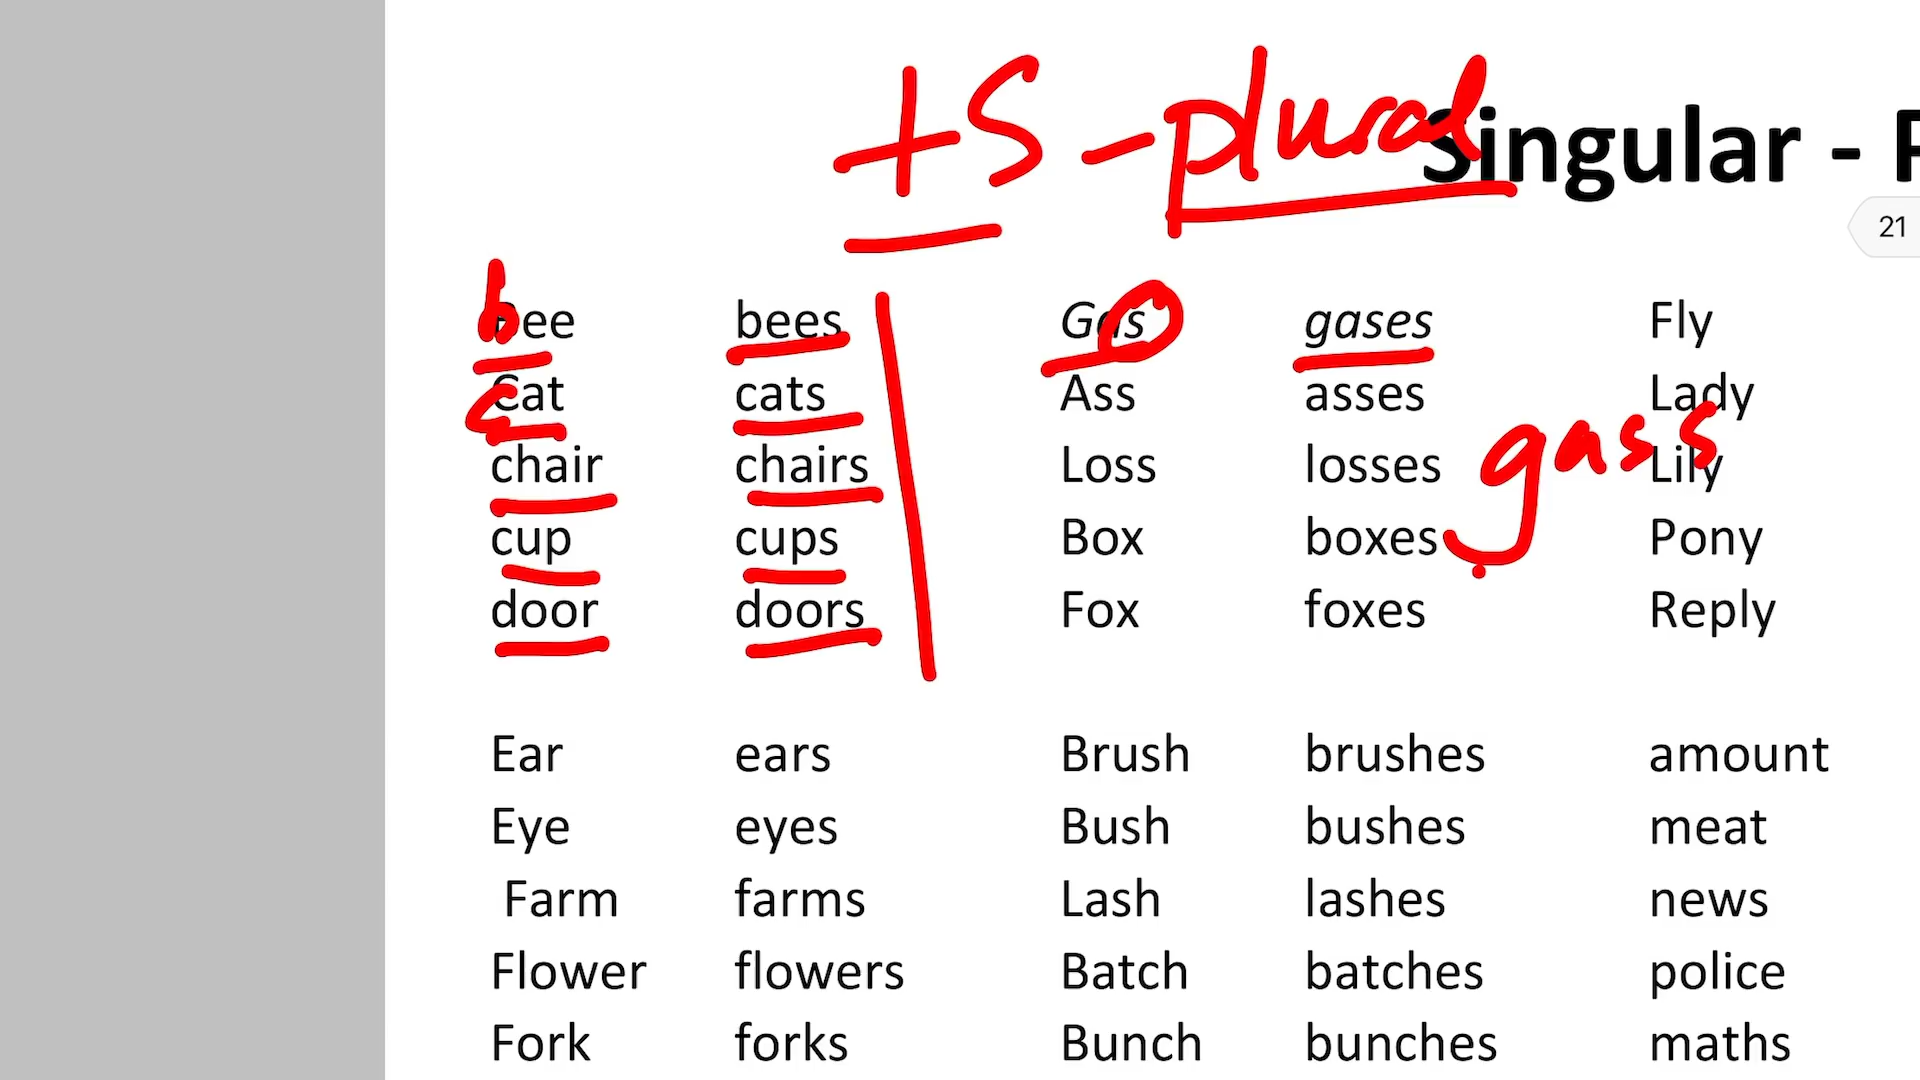 +S - plural
Singular - P
21
Bee bees Gas gases Fly
Cat cats Ass asses Lady
gass
chair chairs Loss losses Lily
cup cups Box boxes Pony
door doors Fox foxes Reply
Ear ears Brush brushes amount
Eye eyes Bush bushes meat
Farm farms Lash lashes news
Flower flowers Batch batches police
Fork forks Bunch bunches maths